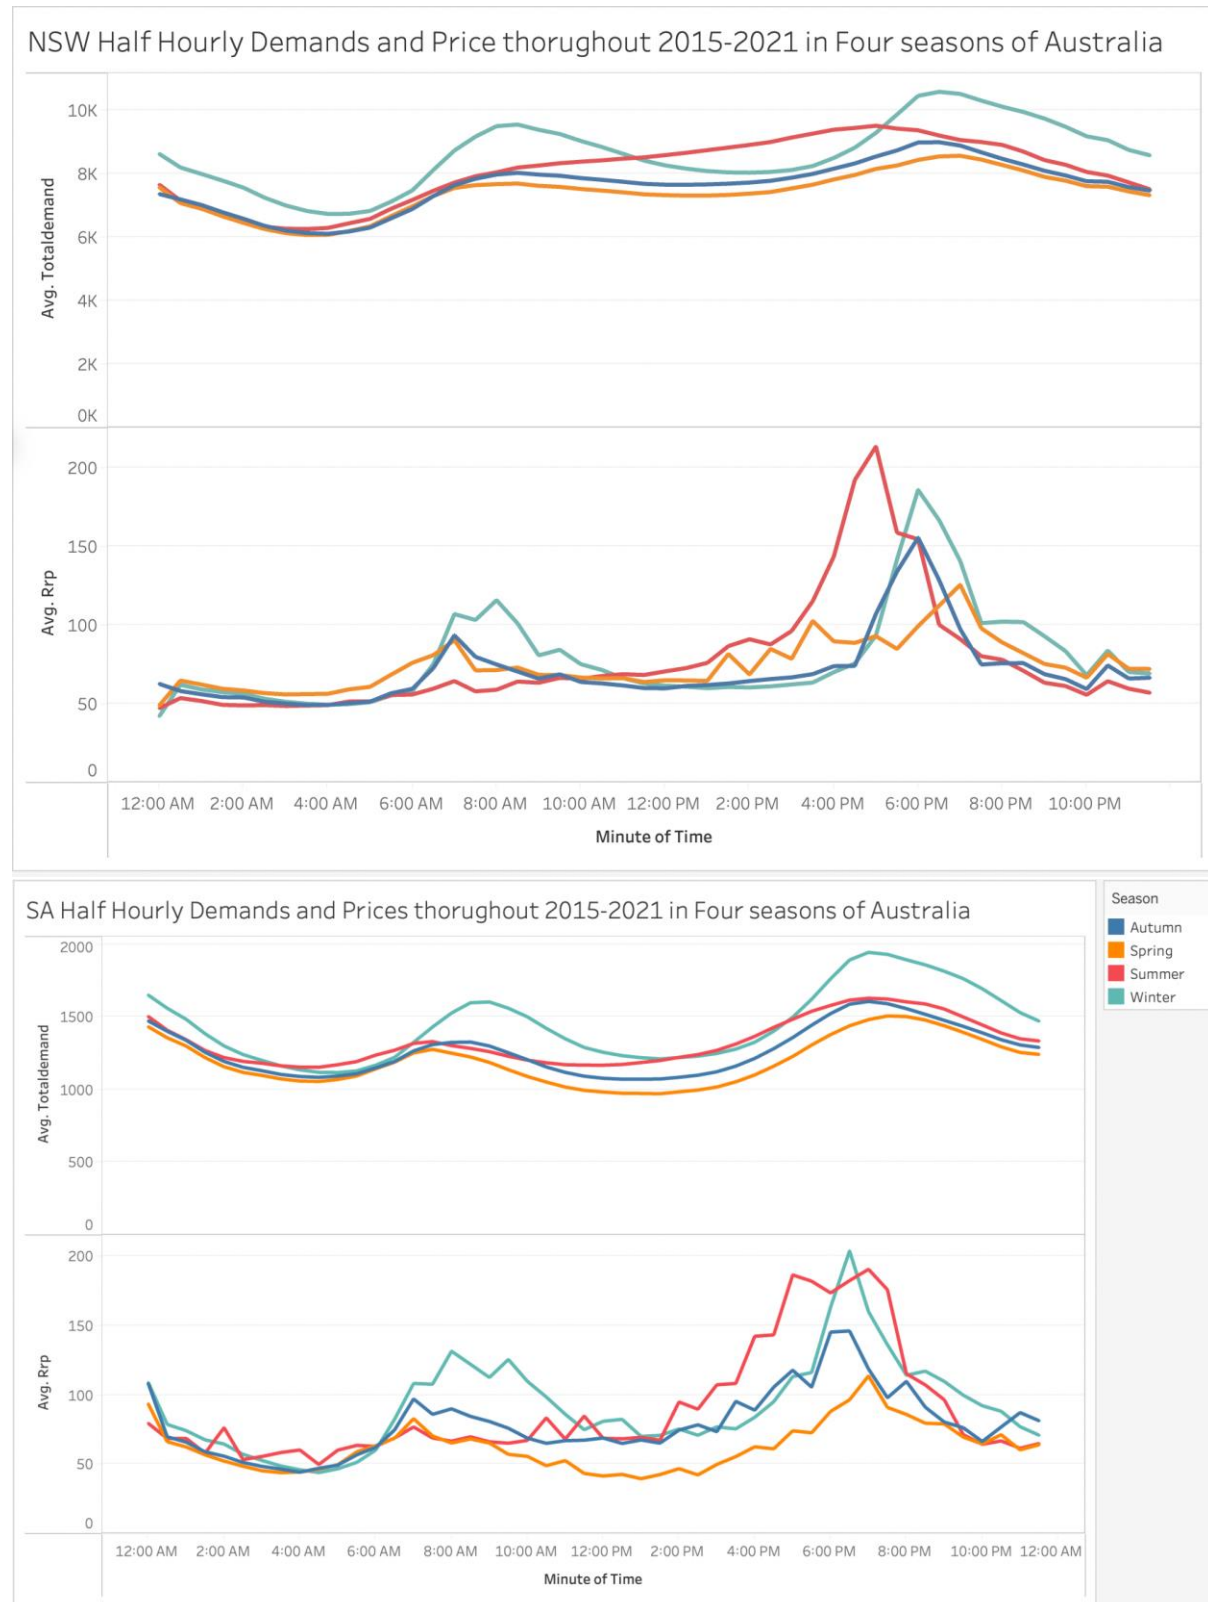 NSW Half Hourly Demands and Price thorughout 2015-2021 in Four seasons of Australia
Avg. Totaldemand
10K
8K
6K
4K
2K
0K
Avg. Rrp
200
150
100
50
0
12:00 AM 2:00 AM 4:00 AM 6:00 AM 8:00 AM 10:00 AM 12:00 PM 2:00 PM 4:00 PM 6:00 PM 8:00 PM 10:00 PM
Minute of Time
SA Half Hourly Demands and Prices thorughout 2015-2021 in Four seasons of Australia
Season
Autumn
Spring
Summer
Winter
Avg. Totaldemand
2000
1500
1000
500
0
Avg. Rrp
200
150
100
50
0
12:00 AM 2:00 AM 4:00 AM 6:00 AM 8:00 AM 10:00 AM 12:00 PM 2:00 PM 4:00 PM 6:00 PM 8:00 PM 10:00 PM 12:00 AM
Minute of Time